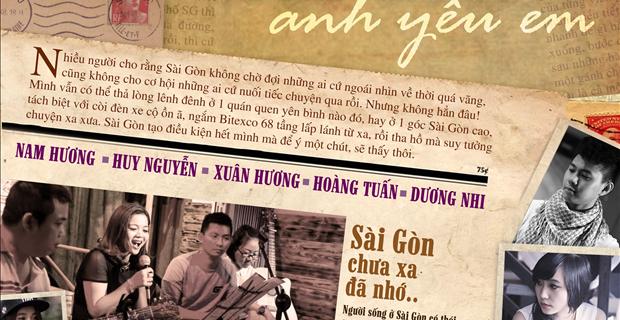 anh yêu em
Nhiều người cho rằng Sài Gòn không chờ đợi những ai cứ ngoái nhìn về thời quá vãng,
cũng không cho cơ hội những ai cứ nuối tiếc chuyện qua rồi. Nhưng không hẳn đâu!
Mình vẫn có thể thả lòng lênh đênh ở 1 quán quen yên bình nào đó, hay ở 1 góc Sài Gòn cao,
tách biệt với còi đèn xe cộ ồn ã, ngắm Bitexco 68 tầng lấp lánh từ xa, rồi tha hồ mà suy tưởng
chuyện xa xưa. Sài Gòn tạo điều kiện hết mình mà để ý một chút, sẽ thấy thôi.
75¢
NAM HƯƠNG ▪ HUY NGUYỄN ▪ XUÂN HƯƠNG ▪ HOÀNG TUẤN ▪ DƯƠNG NHI
Sài Gòn
chưa xa
đã nhớ..
Người sống ở Sài Gòn có thói